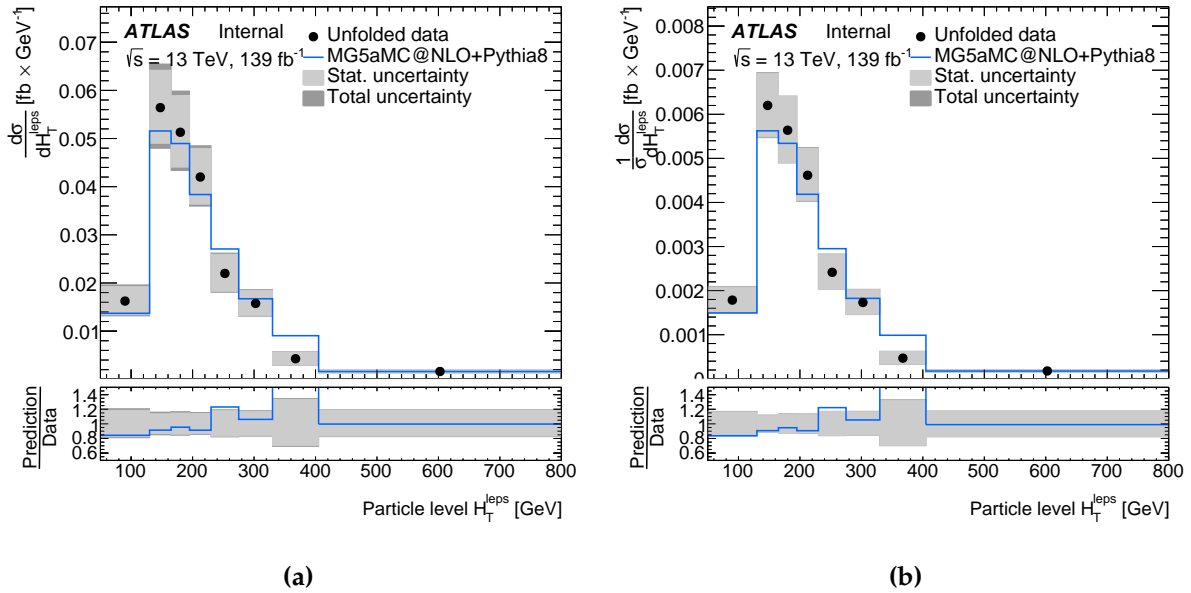 ATLAS Internal
√s = 13 TeV, 139 fb⁻¹
Unfolded data
MG5aMC@NLO+Pythia8
Stat. uncertainty
Total uncertainty
dσ/dH_T^leps [fb × GeV⁻¹]
0.07
0.06
0.05
0.04
0.03
0.02
0.01
Prediction
Data
1.4
1.2
1
0.8
0.6
100 200 300 400 500 600 700 800
Particle level H_T^leps [GeV]
(a)
ATLAS Internal
√s = 13 TeV, 139 fb⁻¹
Unfolded data
MG5aMC@NLO+Pythia8
Stat. uncertainty
Total uncertainty
1/σ dσ/dH_T^leps [fb × GeV⁻¹]
0.008
0.007
0.006
0.005
0.004
0.003
0.002
0.001
0
Prediction
Data
1.4
1.2
1
0.8
0.6
100 200 300 400 500 600 700 800
Particle level H_T^leps [GeV]
(b)